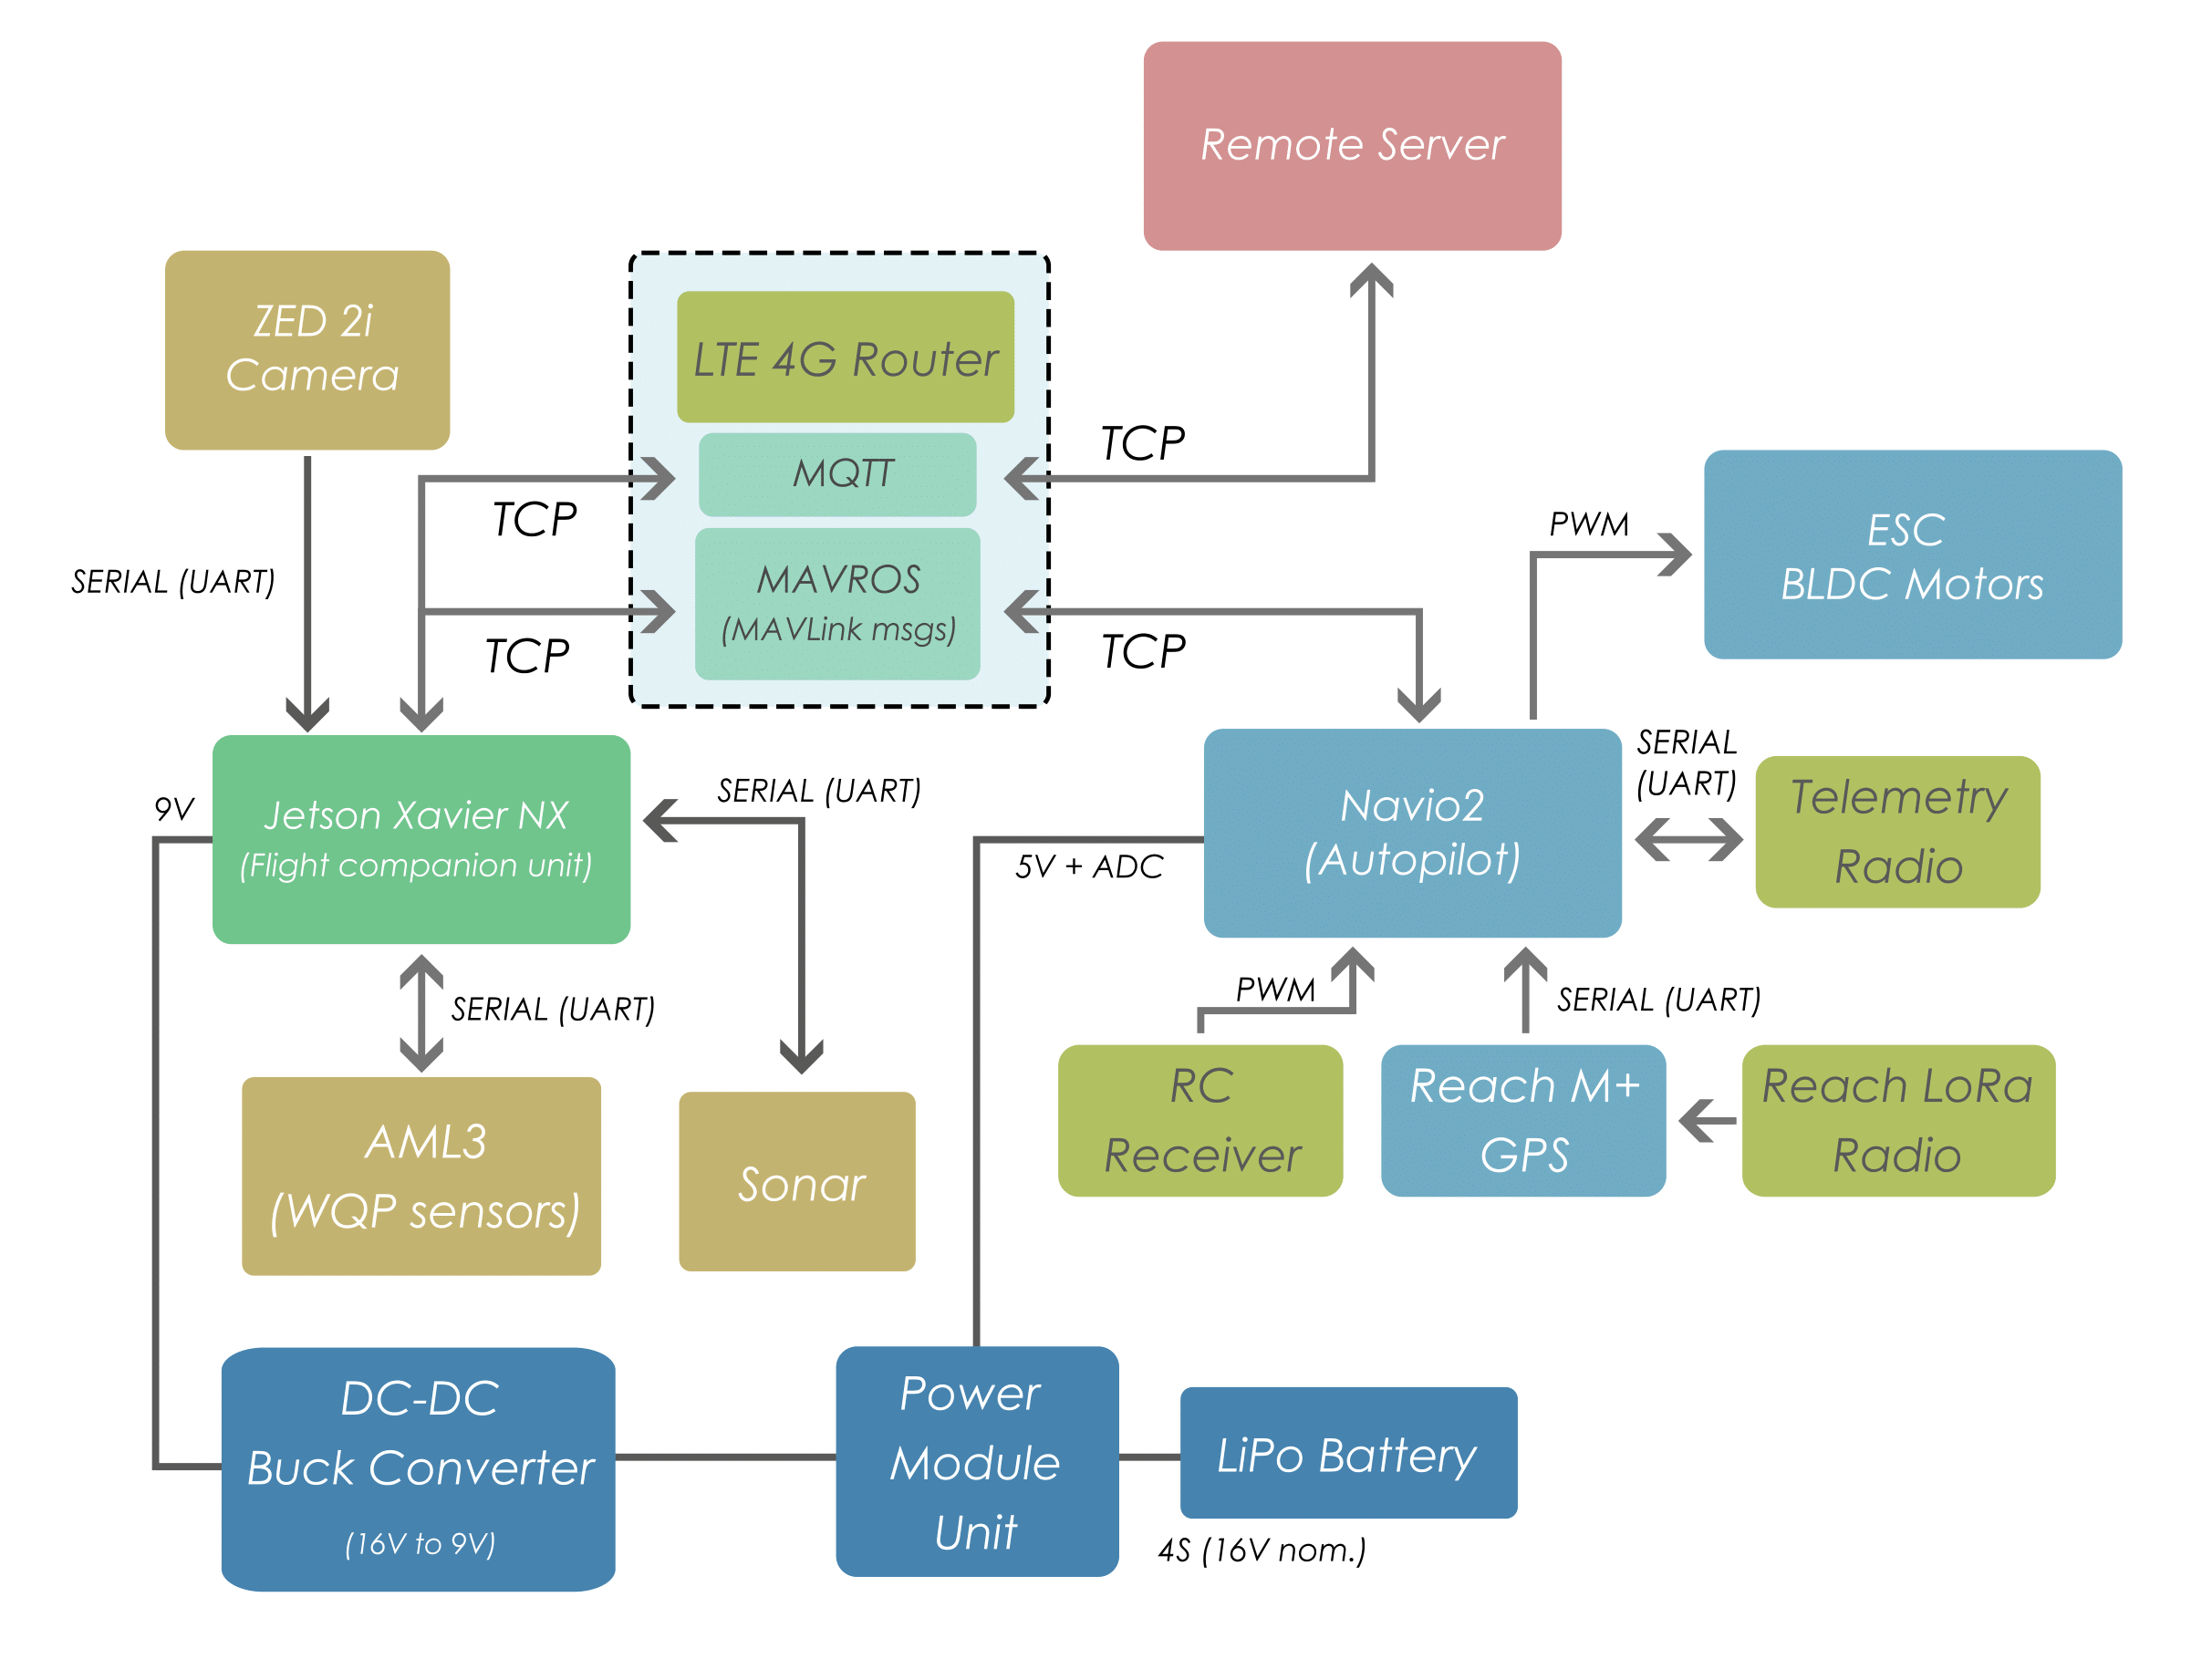 Remote Server
ZED 2i
Camera
LTE 4G Router
MQTT
MAVROS
(MAVLink msgs)
TCP
TCP
TCP
TCP
SERIAL (UART)
PWM
ESC
BLDC Motors
Jetson Xavier NX
(Flight companion unit)
9V
SERIAL (UART)
5V + ADC
Navio2
(Autopilot)
SERIAL
(UART)
Telemetry
Radio
SERIAL (UART)
PWM
SERIAL (UART)
AML3
(WQP sensors)
Sonar
RC
Receiver
Reach M+
GPS
Reach LoRa
Radio
DC-DC
Buck Converter
(16V to 9V)
Power
Module
Unit
LiPo Battery
4S (16V nom.)